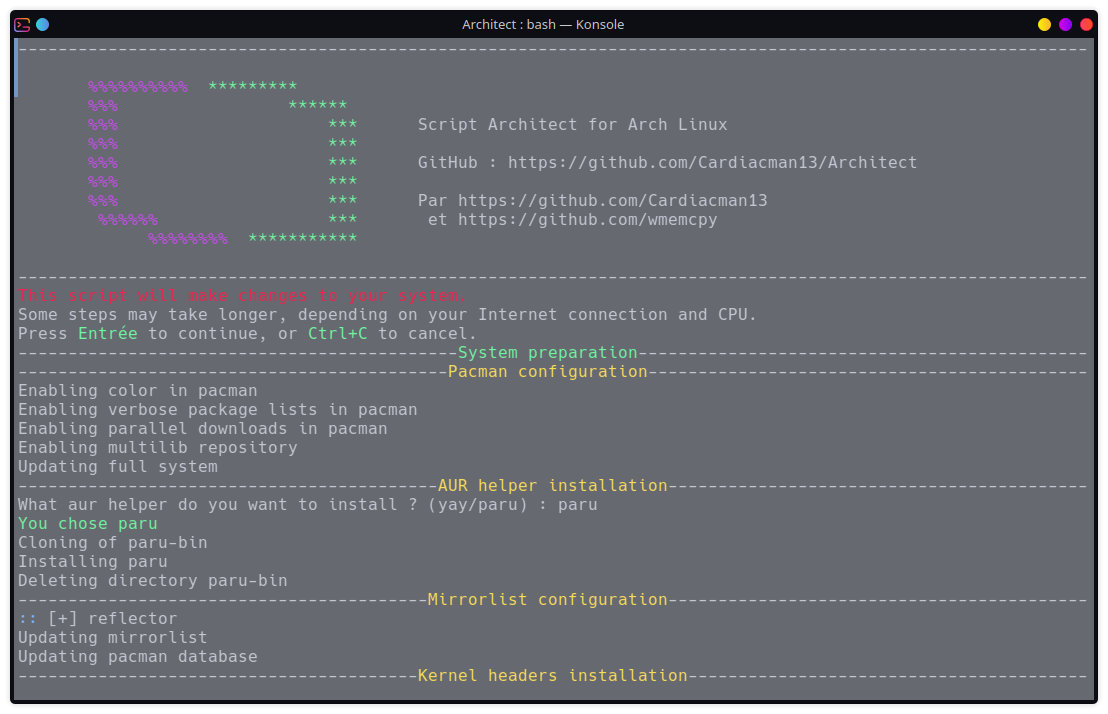 Architect : bash — Konsole
---------------------------------------------------------------------------------------------------------
%%%%%%%%%%  *********
%%%                 ******
%%%                     ***      Script Architect for Arch Linux
%%%                     ***
%%%                     ***      GitHub : https://github.com/Cardiacman13/Architect
%%%                     ***
%%%                     ***      Par https://github.com/Cardiacman13
%%%%%%                 ***       et https://github.com/wmemcpy
%%%%%%%%  ***********
-----------------------------------------------------------------------------------------------------------
This script will make changes to your system.
Some steps may take longer, depending on your Internet connection and CPU.
Press Entrée to continue, or Ctrl+C to cancel.
--------------------------------------------System preparation---------------------------------------------
-------------------------------------------Pacman configuration--------------------------------------------
Enabling color in pacman
Enabling verbose package lists in pacman
Enabling parallel downloads in pacman
Enabling multilib repository
Updating full system
------------------------------------------AUR helper installation------------------------------------------
What aur helper do you want to install ? (yay/paru) : paru
You chose paru
Cloning of paru-bin
Installing paru
Deleting directory paru-bin
-----------------------------------------Mirrorlist configuration------------------------------------------
:: [+] reflector
Updating mirrorlist
Updating pacman database
----------------------------------------Kernel headers installation----------------------------------------